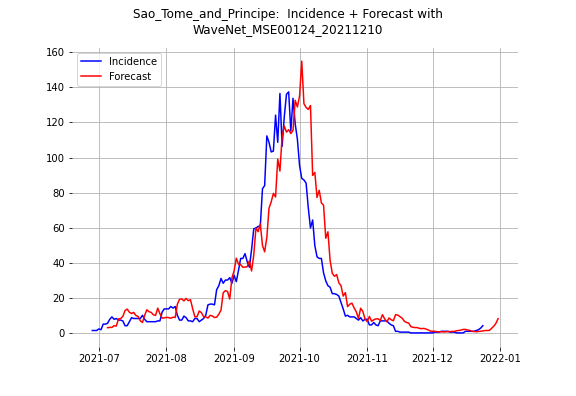 Sao_Tome_and_Principe:  Incidence + Forecast with
WaveNet_MSE00124_20211210
Incidence
Forecast
160
140
120
100
80
60
40
20
0
2021-07 2021-08 2021-09 2021-10 2021-11 2021-12 2022-01